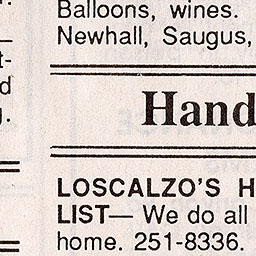 Balloons, wines.
Newhall, Saugus,
Hand
LOSCALZO'S H
LIST— We do all
home. 251-8336.